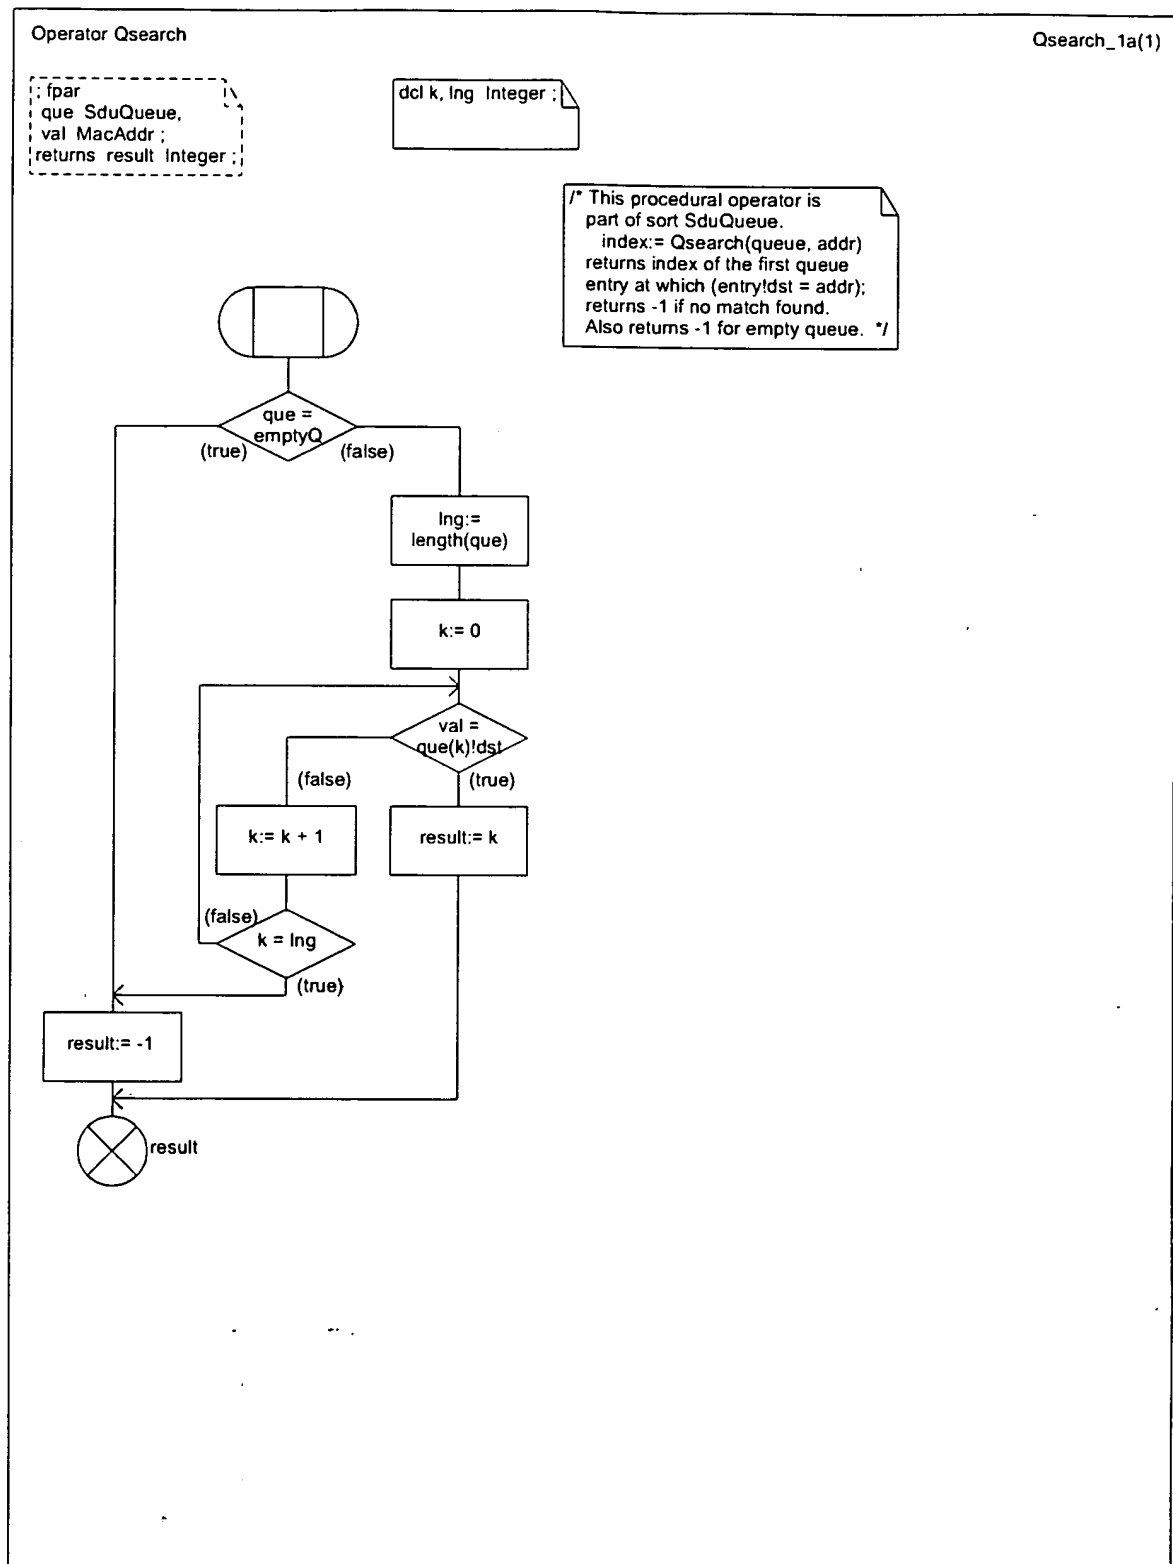 Operator Qsearch
Qsearch_1a(1)
; fpar
que SduQueue,
val MacAddr ;
returns result Integer ;
dcl k, lng Integer ;
/* This procedural operator is
part of sort SduQueue.
index:= Qsearch(queue, addr)
returns index of the first queue
entry at which (entry!dst = addr);
returns -1 if no match found.
Also returns -1 for empty queue. */
que =
emptyQ
(true)
(false)
lng:=
length(que)
k:= 0
val =
que(k)!dst
(false)
(true)
k:= k + 1
result:= k
(false)
k = lng
(true)
result:= -1
result